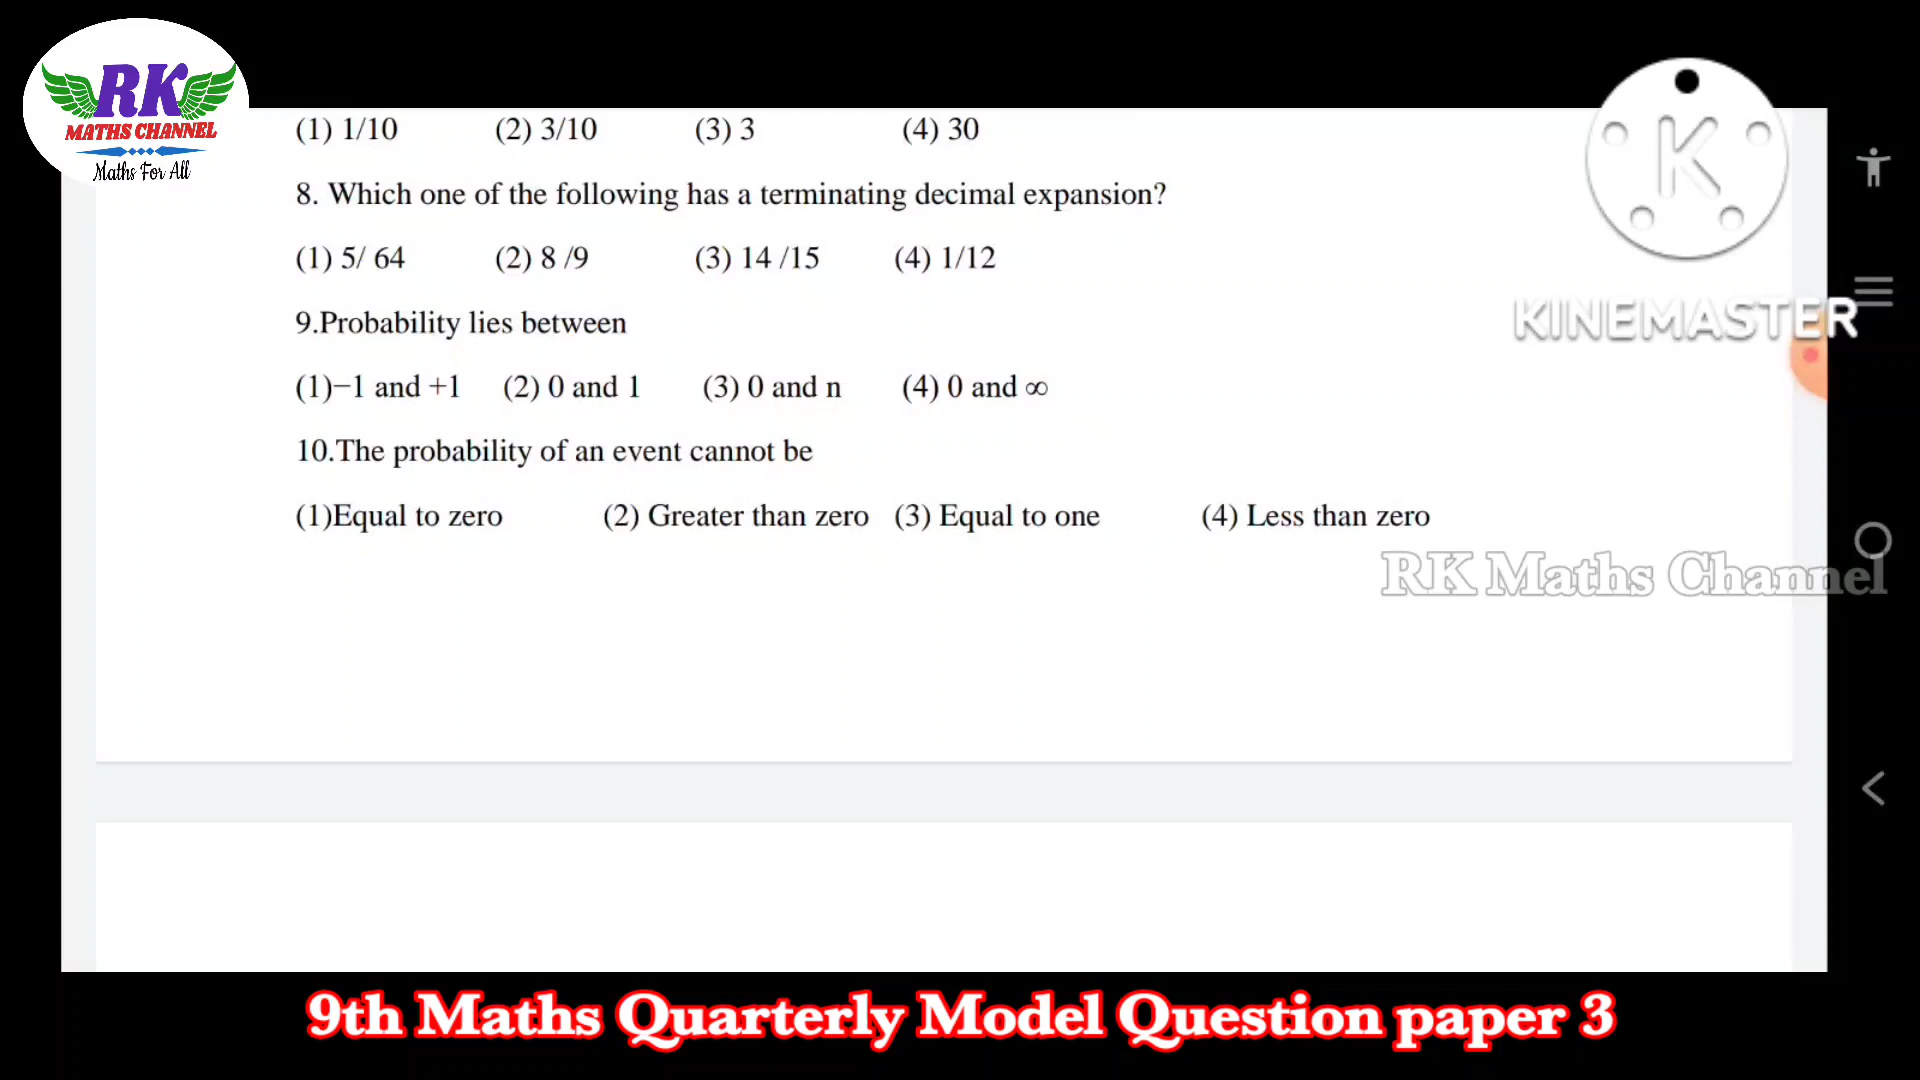 RK
MATHS CHANNEL
Maths For All
(1) 1/10 (2) 3/10 (3) 3 (4) 30
8. Which one of the following has a terminating decimal expansion?
(1) 5/ 64 (2) 8 /9 (3) 14 /15 (4) 1/12
9.Probability lies between
(1)−1 and +1 (2) 0 and 1 (3) 0 and n (4) 0 and ∞
10.The probability of an event cannot be
(1)Equal to zero (2) Greater than zero (3) Equal to one (4) Less than zero
K
KINEMASTER
RK Maths Channel
9th Maths Quarterly Model Question paper 3